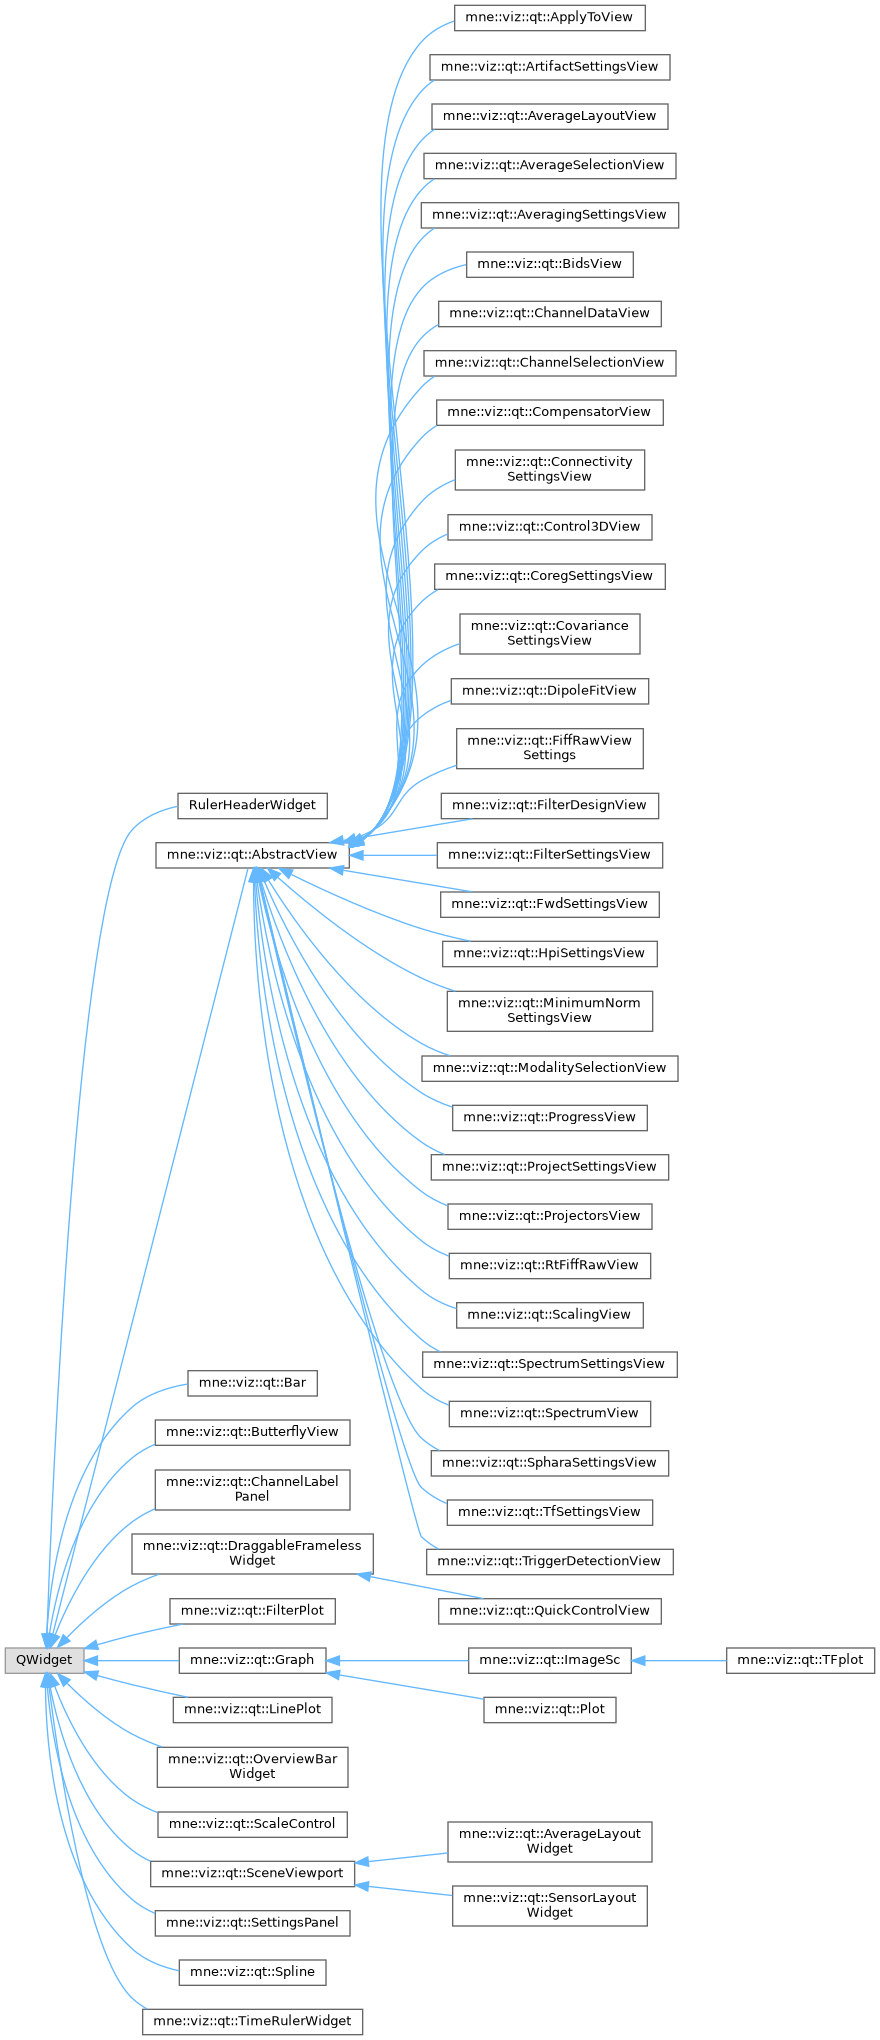 mne::viz::qt::ApplyToView
mne::viz::qt::ArtifactSettingsView
mne::viz::qt::AverageLayoutView
mne::viz::qt::AverageSelectionView
mne::viz::qt::AveragingSettingsView
mne::viz::qt::BidsView
mne::viz::qt::ChannelDataView
mne::viz::qt::ChannelSelectionView
mne::viz::qt::CompensatorView
mne::viz::qt::Connectivity
SettingsView
mne::viz::qt::Control3DView
mne::viz::qt::CoregSettingsView
mne::viz::qt::Covariance
SettingsView
mne::viz::qt::DipoleFitView
mne::viz::qt::FiffRawView
Settings
RulerHeaderWidget
mne::viz::qt::FilterDesignView
mne::viz::qt::AbstractView
mne::viz::qt::FilterSettingsView
mne::viz::qt::FwdSettingsView
mne::viz::qt::HpiSettingsView
mne::viz::qt::MinimumNorm
SettingsView
mne::viz::qt::ModalitySelectionView
mne::viz::qt::ProgressView
mne::viz::qt::ProjectSettingsView
mne::viz::qt::ProjectorsView
mne::viz::qt::RtFiffRawView
mne::viz::qt::ScalingView
mne::viz::qt::SpectrumSettingsView
mne::viz::qt::Bar
mne::viz::qt::SpectrumView
mne::viz::qt::ButterflyView
mne::viz::qt::SpharaSettingsView
mne::viz::qt::ChannelLabel
Panel
mne::viz::qt::TfSettingsView
mne::viz::qt::DraggableFrameless
Widget
mne::viz::qt::TriggerDetectionView
mne::viz::qt::FilterPlot
mne::viz::qt::QuickControlView
QWidget
mne::viz::qt::Graph
mne::viz::qt::ImageSc
mne::viz::qt::TFplot
mne::viz::qt::LinePlot
mne::viz::qt::Plot
mne::viz::qt::OverviewBar
Widget
mne::viz::qt::ScaleControl
mne::viz::qt::AverageLayout
Widget
mne::viz::qt::SceneViewport
mne::viz::qt::SensorLayout
Widget
mne::viz::qt::SettingsPanel
mne::viz::qt::Spline
mne::viz::qt::TimeRulerWidget